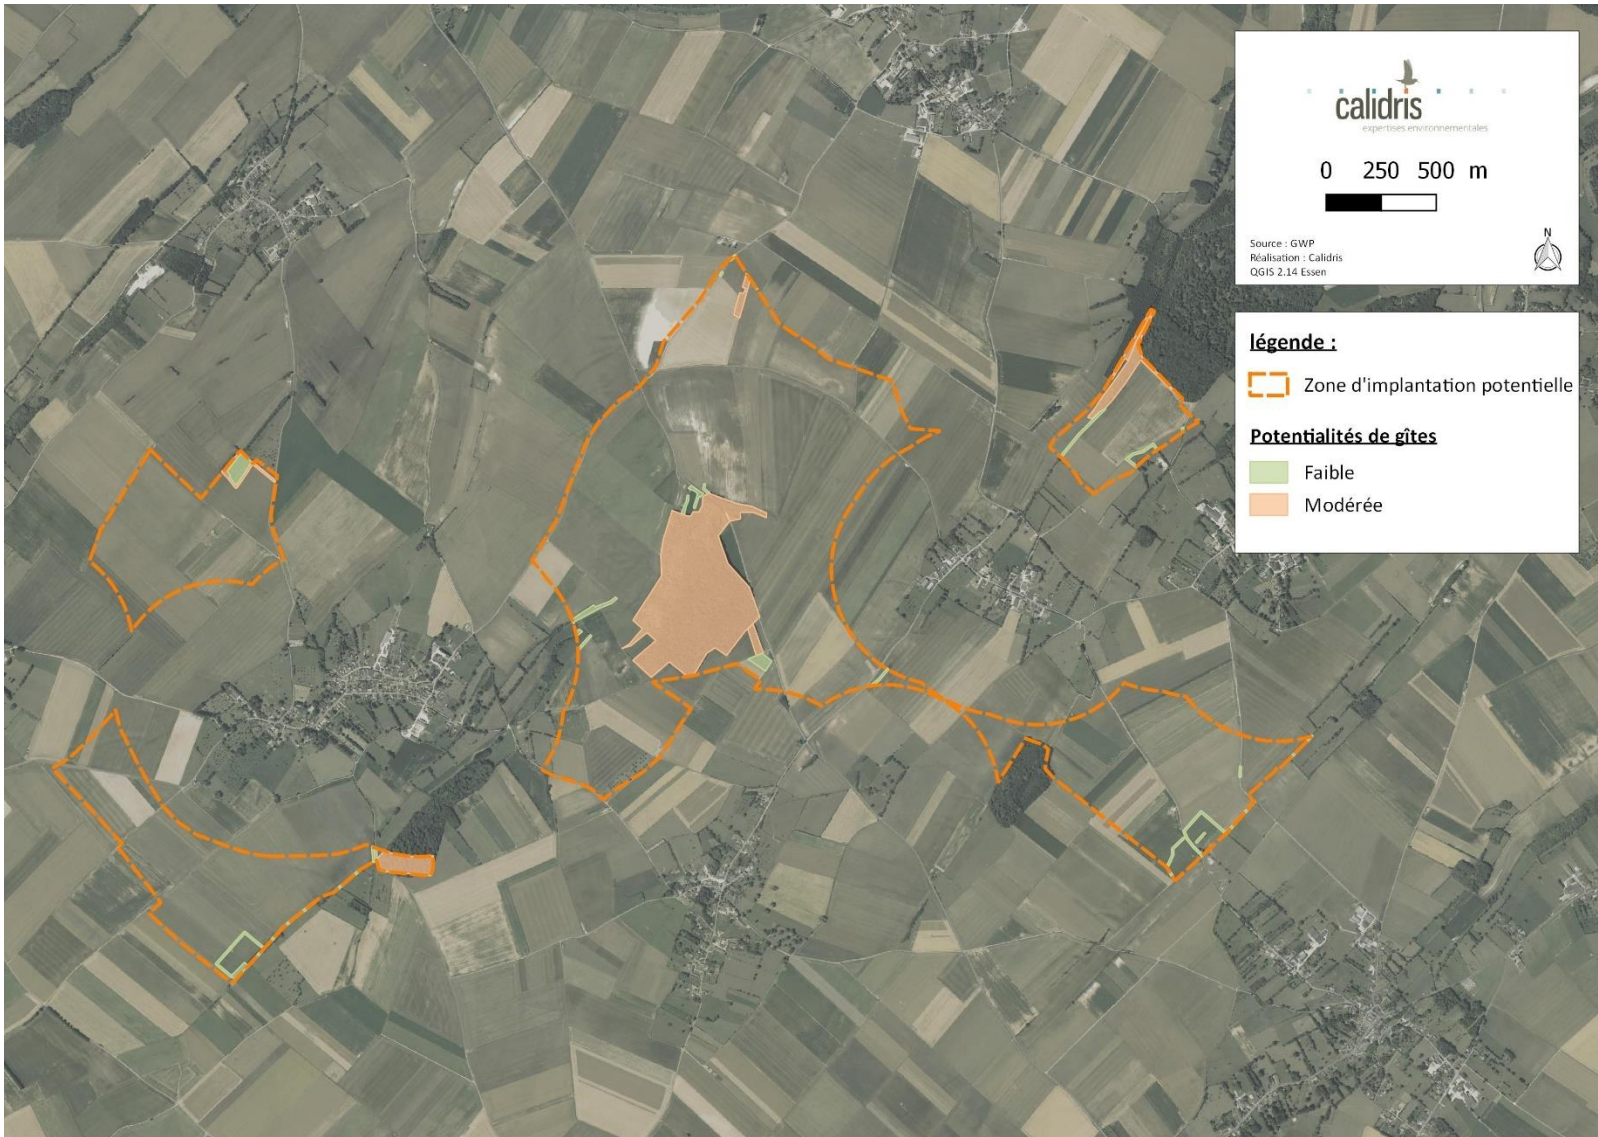 calidris
expertises environnementales
0 250 500 m
Source : GWP
Réalisation : Calidris
QGIS 2.14 Essen
N
légende :
Zone d'implantation potentielle
Potentialités de gîtes
Faible
Modérée